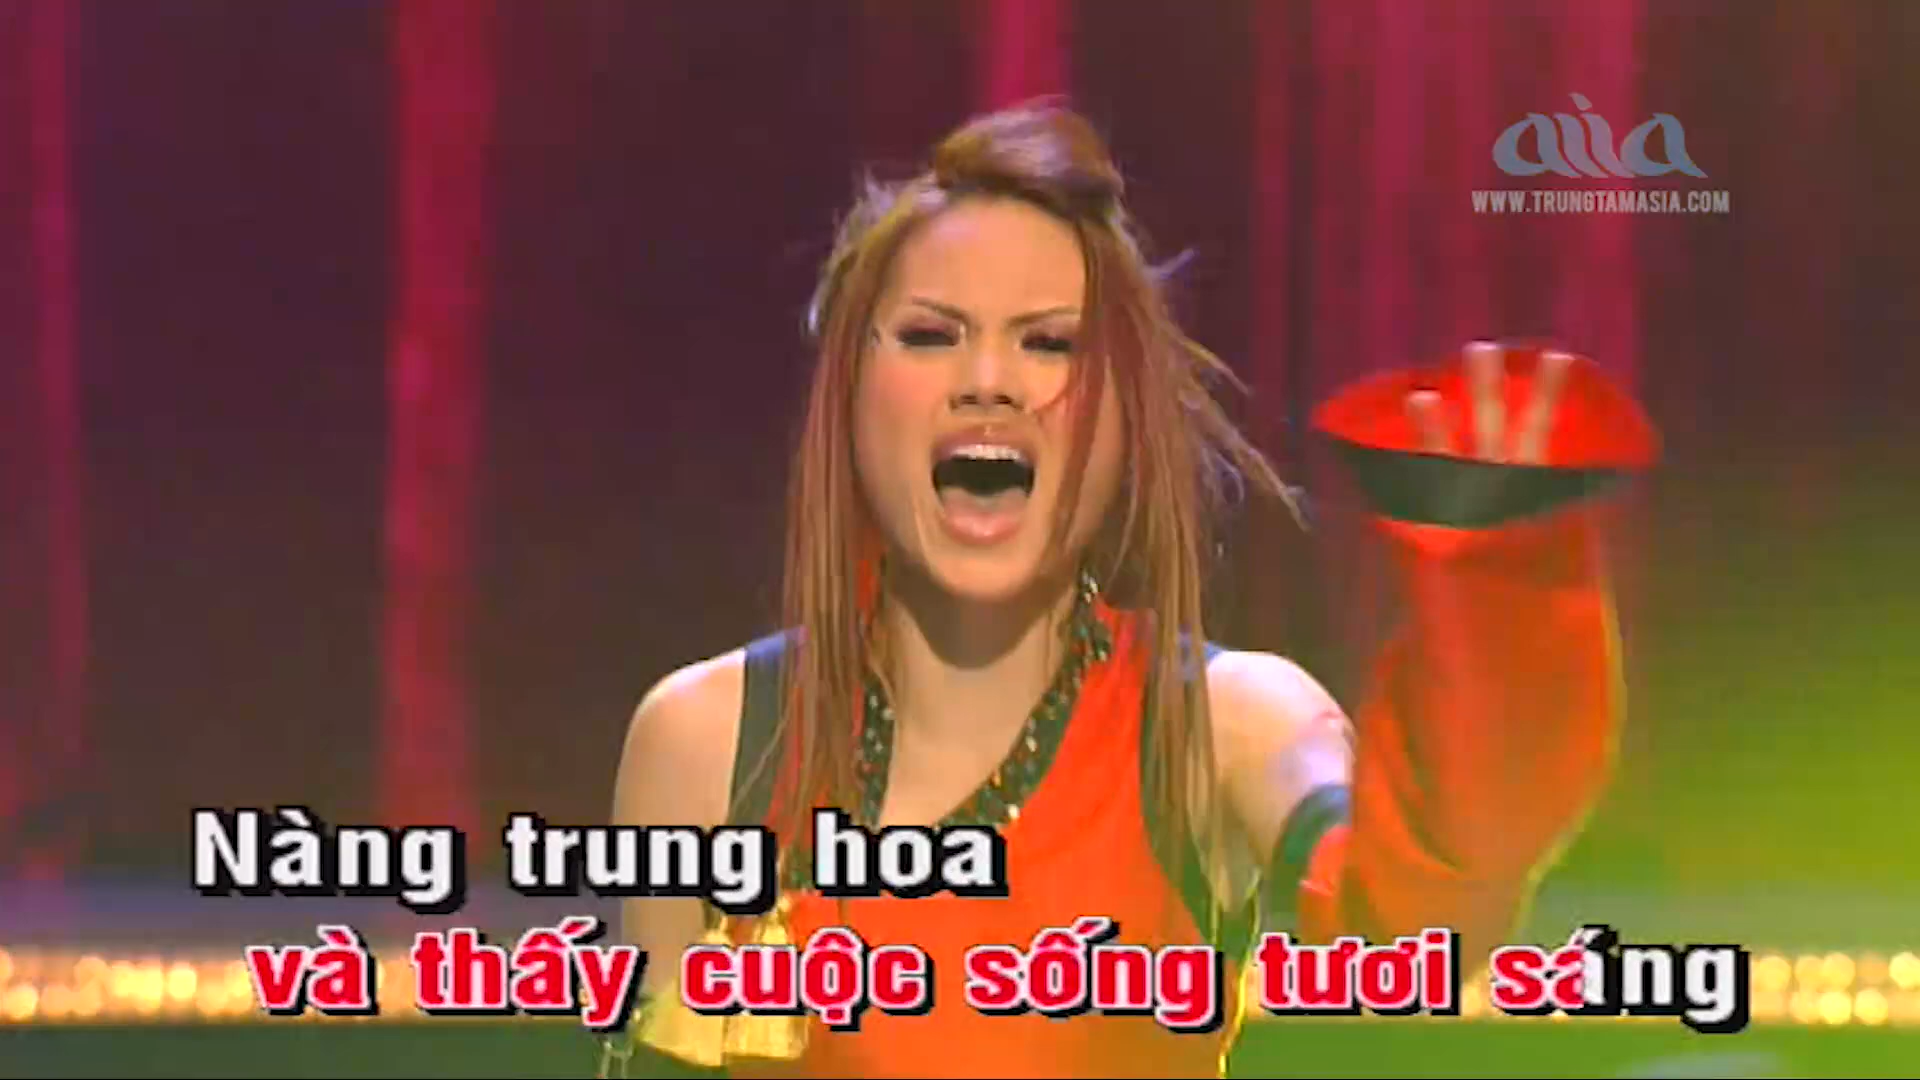 asia
WWW.TRUNGTAMASIA.COM
Nàng trung hoa
và thấy cuộc sống tươi sáng